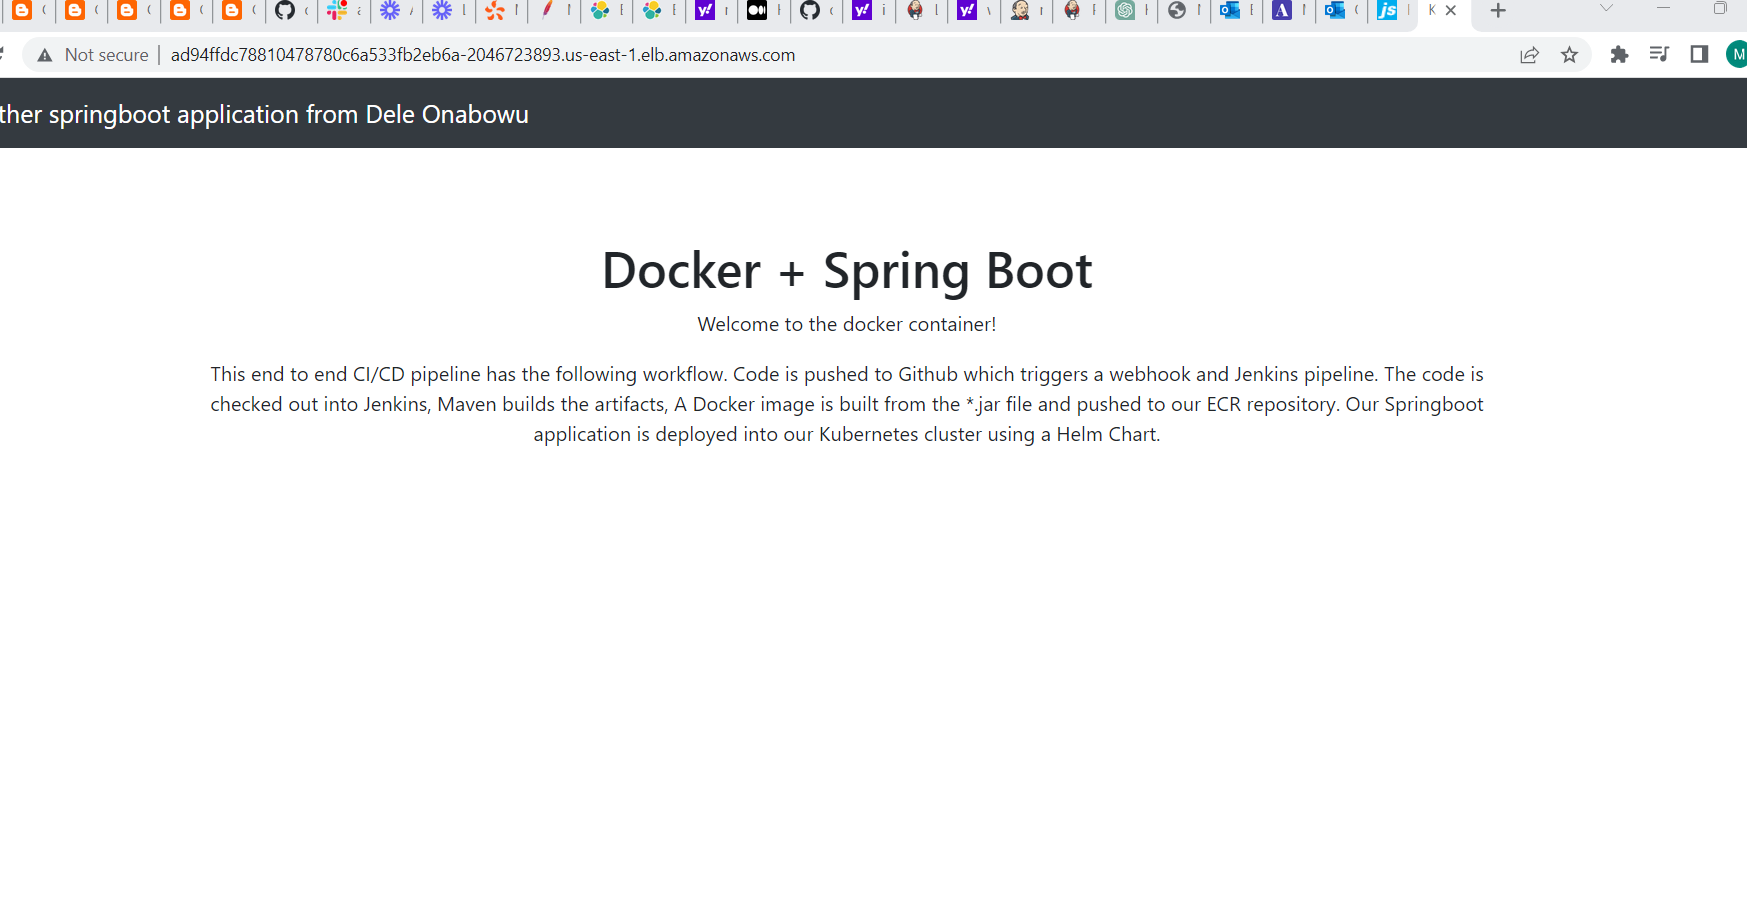 Not secure | ad94ffdc78810478780c6a533fb2eb6a-2046723893.us-east-1.elb.amazonaws.com
M
ther springboot application from Dele Onabowu
Docker + Spring Boot
Welcome to the docker container!
This end to end CI/CD pipeline has the following workflow. Code is pushed to Github which triggers a webhook and Jenkins pipeline. The code is
checked out into Jenkins, Maven builds the artifacts, A Docker image is built from the *.jar file and pushed to our ECR repository. Our Springboot
application is deployed into our Kubernetes cluster using a Helm Chart.